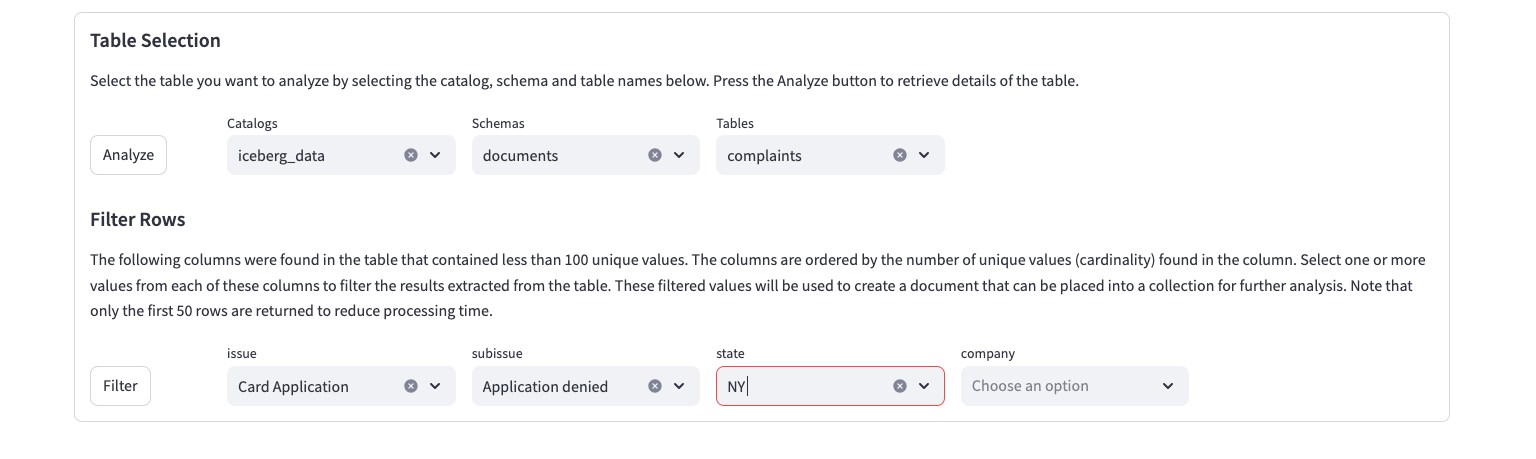 Table Selection
Select the table you want to analyze by selecting the catalog, schema and table names below. Press the Analyze button to retrieve details of the table.
Catalogs Schemas Tables
Analyze iceberg_data documents complaints
Filter Rows
The following columns were found in the table that contained less than 100 unique values. The columns are ordered by the number of unique values (cardinality) found in the column. Select one or more
values from each of these columns to filter the results extracted from the table. These filtered values will be used to create a document that can be placed into a collection for further analysis. Note that
only the first 50 rows are returned to reduce processing time.
issue subissue state company
Filter Card Application Application denied NY Choose an option